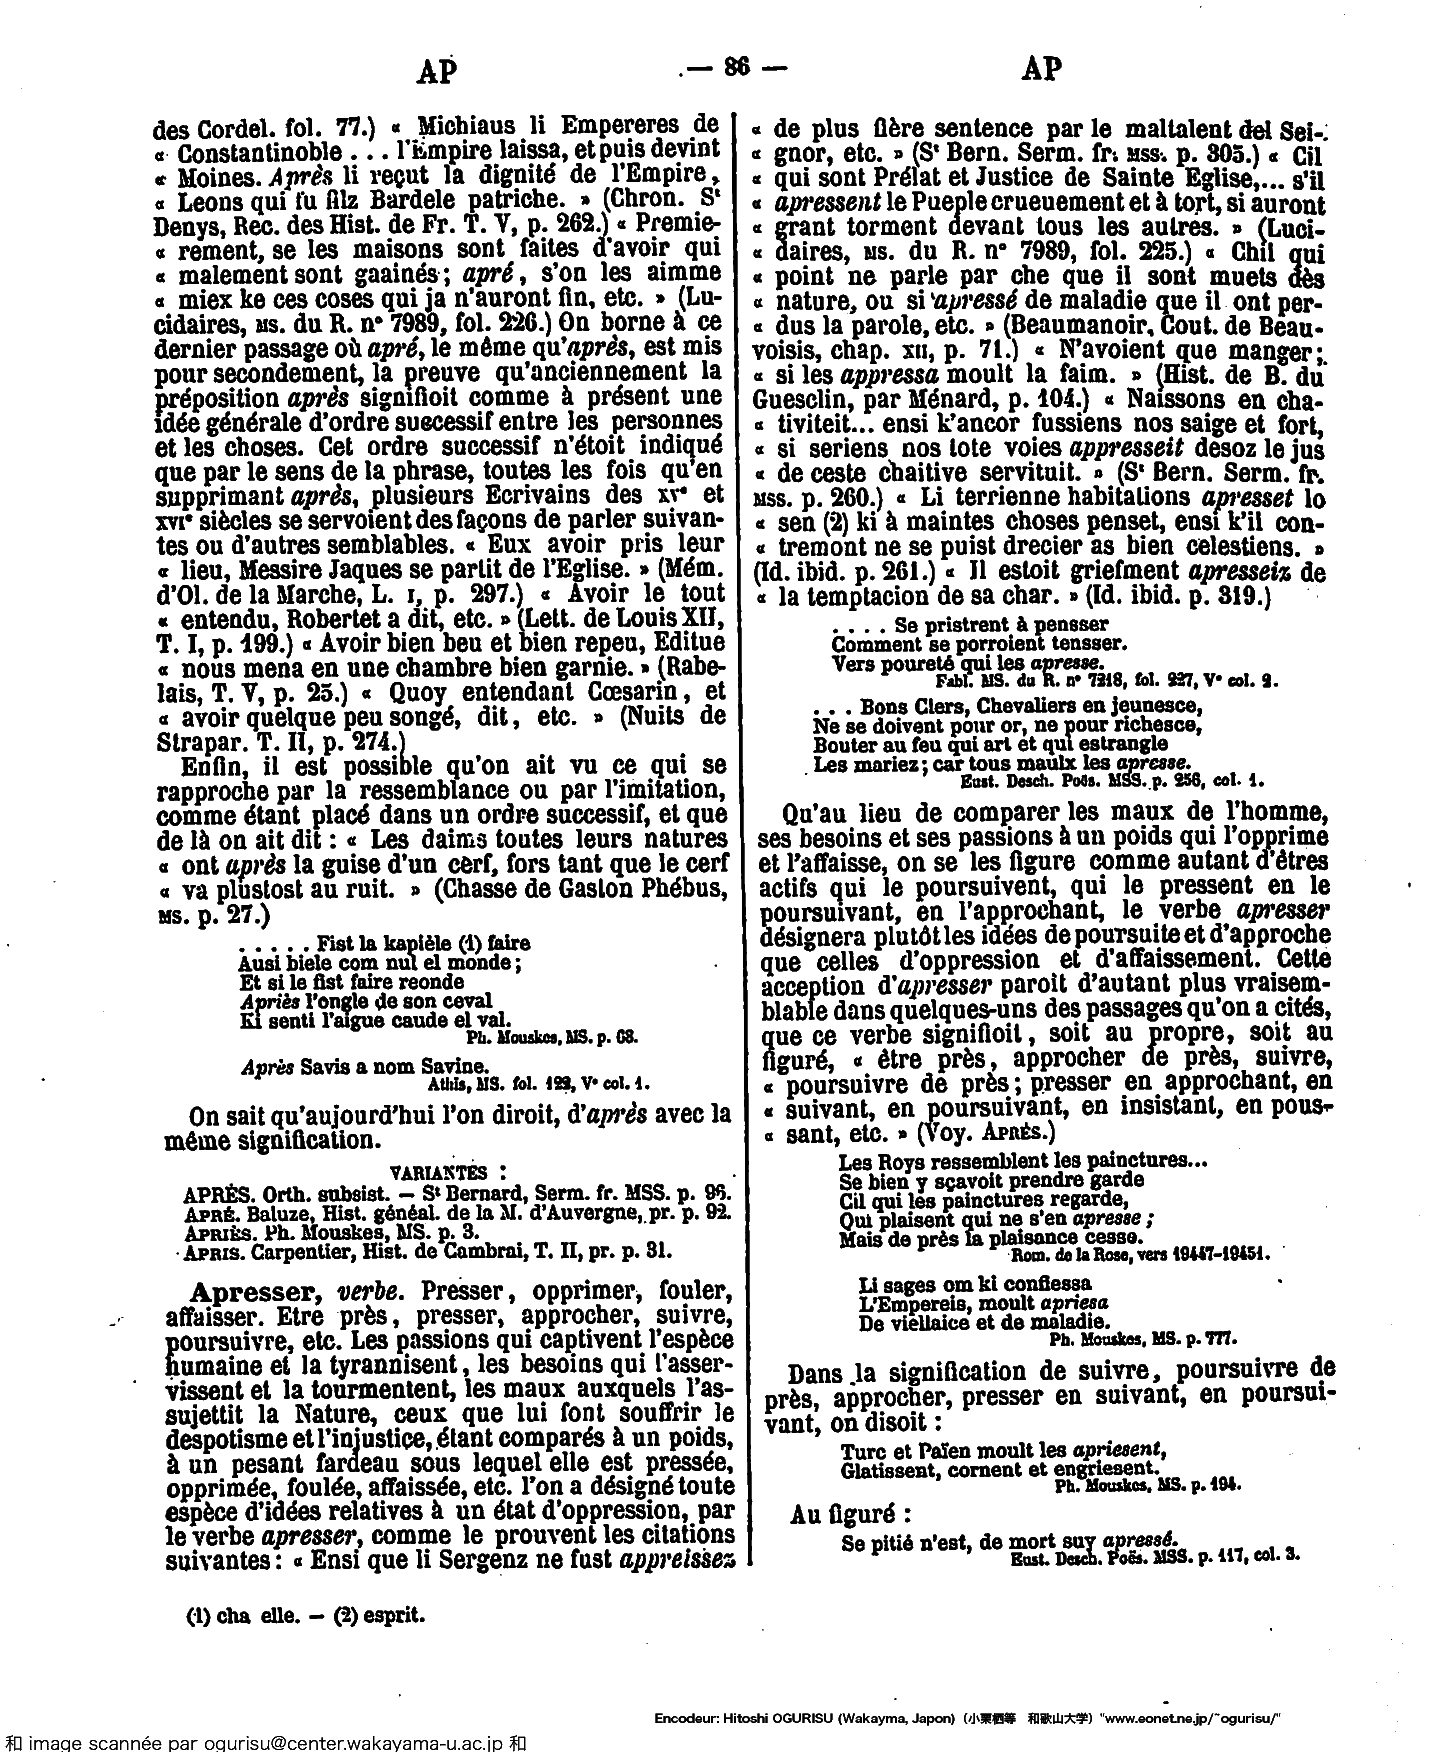 AP
— 86 —
AP
des Cordel. fol. 77.) « Michiaus li Empereres de
« Constantinoble . . . l'Empire laissa, et puis devint
« Moines. Après li reçut la dignité de l'Empire,
« Leons qui fu filz Bardele patriche. » (Chron. St
Denys, Rec. des Hist. de Fr. T. V, p. 262.) « Premie-
« rement, se les maisons sont faites d'avoir qui
« malement sont gaainés ; apré, s'on les aimme
« miex ke ces coses qui ja n'auront fin, etc. » (Lu-
cidaires, MS. du R. n° 7989, fol. 226.) On borne à ce
dernier passage où apré, le même qu'après, est mis
pour secondement, la preuve qu'anciennement la
préposition après signifioit comme à présent une
idée générale d'ordre successif entre les personnes
et les choses. Cet ordre successif n'étoit indiqué
que par le sens de la phrase, toutes les fois qu'en
supprimant après, plusieurs Ecrivains des XVe et
XVIe siècles se servoient des façons de parler suivan-
tes ou d'autres semblables. « Eux avoir pris leur
« lieu, Messire Jaques se partit de l'Eglise. » (Mém.
d'Ol. de la Marche, L. I, p. 297.) « Avoir le tout
« entendu, Robertet a dit, etc. » (Lett. de Louis XII,
T. I, p. 199.) « Avoir bien beu et bien repeu, Editue
« nous mena en une chambre bien garnie. » (Rabe-
lais, T. V, p. 25.) « Quoy entendant Cœsarin, et
« avoir quelque peu songé, dit, etc. » (Nuits de
Strapar. T. II, p. 274.)
Enfin, il est possible qu'on ait vu ce qui se
rapproche par la ressemblance ou par l'imitation,
comme étant placé dans un ordre successif, et que
de là on ait dit : « Les daims toutes leurs natures
« ont après la guise d'un cerf, fors tant que le cerf
« va plustost au ruit. » (Chasse de Gaston Phébus,
MS. p. 27.)
. . . . . Fist la kapièle (1) faire
Ausi biele com nul el monde ;
Et si le fist faire reonde
Apriès l'ongle de son ceval
Ki senti l'aigue caude el val.
Ph. Mouskes, MS. p. 68.
Après Savis a nom Savine.
Athis, MS. fol. 122, V° col. 1.
On sait qu'aujourd'hui l'on diroit, d'après avec la
même signification.
VARIANTES :
APRÈS. Orth. subsist. — St Bernard, Serm. fr. MSS. p. 96.
APRÉ. Baluze, Hist. généal. de la M. d'Auvergne, pr. p. 92.
APRIÈS. Ph. Mouskes, MS. p. 3.
APRIS. Carpentier, Hist. de Cambrai, T. II, pr. p. 31.
Apresser, verbe. Presser, opprimer, fouler,
affaisser. Etre près, presser, approcher, suivre,
poursuivre, etc. Les passions qui captivent l'espèce
humaine et la tyrannisent, les besoins qui l'asser-
vissent et la tourmentent, les maux auxquels l'as-
sujettit la Nature, ceux que lui font souffrir le
despotisme et l'injustice, étant comparés à un poids,
à un pesant fardeau sous lequel elle est pressée,
opprimée, foulée, affaissée, etc. l'on a désigné toute
espèce d'idées relatives à un état d'oppression, par
le verbe apresser, comme le prouvent les citations
suivantes : « Ensi que li Sergenz ne fust appreissez
(1) cha elle. — (2) esprit.
« de plus fière sentence par le maltalent del Sei-
« gnor, etc. » (St Bern. Serm. fr. MSS. p. 305.) « Cil
« qui sont Prélat et Justice de Sainte Eglise,... s'il
« apressent le Pueple crueuement et à tort, si auront
« grant torment devant tous les autres. » (Luci-
« daires, MS. du R. n° 7989, fol. 225.) « Chil qui
« point ne parle par che que il sont muets dès
« nature, ou si apressé de maladie que il ont per-
« dus la parole, etc. » (Beaumanoir, Cout. de Beau-
voisis, chap. XII, p. 71.) « N'avoient que manger ;
« si les appressa moult la faim. » (Hist. de B. du
Guesclin, par Ménard, p. 104.) « Naissons en cha-
« tiviteit... ensi k'ancor fussiens nos saige et fort,
« si seriens nos tote voies appresseit desoz le jus
« de ceste chaitive servituit. » (St Bern. Serm. fr.
MSS. p. 260.) « Li terrienne habitations apresset lo
« sen (2) ki à maintes choses penset, ensi k'il con-
« tremont ne se puist drecier as bien celestiens. »
(Id. ibid. p. 261.) « Il estoit griefment apresseiz de
« la temptacion de sa char. » (Id. ibid. p. 319.)
. . . . Se pristrent à pensser
Comment se porroient tensser.
Vers poureté qui les apresse.
Fabl. MS. du R. n° 7218, fol. 227, V° col. 2.
. . . Bons Clers, Chevaliers en jeunesce,
Ne se doivent pour or, ne pour richesce,
Bouter au feu qui art et qui estrangle
Les mariez ; car tous maulx les apresse.
Eust. Desch. Poës. MSS. p. 256, col. 1.
Qu'au lieu de comparer les maux de l'homme,
ses besoins et ses passions à un poids qui l'opprime
et l'affaisse, on se les figure comme autant d'êtres
actifs qui le poursuivent, qui le pressent en le
poursuivant, en l'approchant, le verbe apresser
désignera plutôt les idées de poursuite et d'approche
que celles d'oppression et d'affaissement. Cette
acception d'apresser paroit d'autant plus vraisem-
blable dans quelques-uns des passages qu'on a cités,
que ce verbe signifioit, soit au propre, soit au
figuré, « être près, approcher de près, suivre,
« poursuivre de près ; presser en approchant, en
« suivant, en poursuivant, en insistant, en pous-
« sant, etc. » (Voy. APRÈS.)
Les Roys ressemblent les painctures...
Se bien y sçavoit prendre garde
Cil qui les painctures regarde,
Qui plaisent qui ne s'en apresse ;
Mais de près la plaisance cesse.
Rom. de la Rose, vers 19447-19451.
Li sages om ki confiessa
L'Empereis, moult apriesa
De viellaice et de maladie.
Ph. Mouskes, MS. p. 777.
Dans la signification de suivre, poursuivre de
près, approcher, presser en suivant, en poursui-
vant, on disoit :
Turc et Païen moult les apriesent,
Glatissent, cornent et engriesent.
Ph. Mouskes, MS. p. 194.
Au figuré :
Se pitié n'est, de mort suy apressé.
Eust. Desch. Poës. MSS. p. 117, col. 3.
Encodeur: Hitoshi OGURISU (Wakayma, Japon) (小栗栖等 和歌山大学) "www.eonet.ne.jp/~ogurisu/"
和 image scannée par ogurisu@center.wakayama-u.ac.jp 和